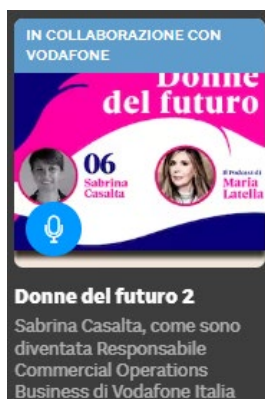 IN COLLABORAZIONE CON
VODAFONE
Donne
del futuro
06
Sabrina
Casalta
Il Podcast di
Maria
Latella
Donne del futuro 2
Sabrina Casalta, come sono
diventata Responsabile
Commercial Operations
Business di Vodafone Italia